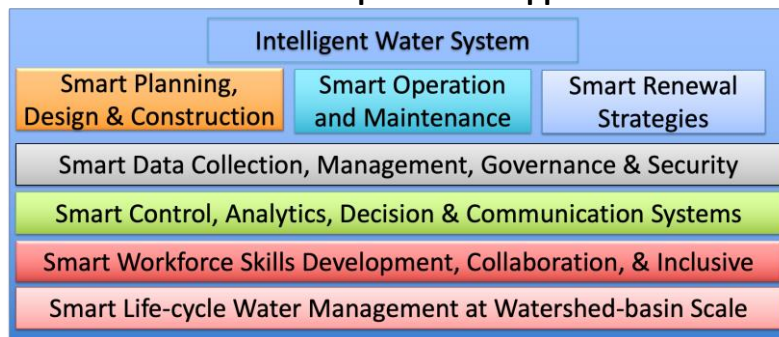 Intelligent Water System
Smart Planning,
Design & Construction
Smart Operation
and Maintenance
Smart Renewal
Strategies
Smart Data Collection, Management, Governance & Security
Smart Control, Analytics, Decision & Communication Systems
Smart Workforce Skills Development, Collaboration, & Inclusive
Smart Life-cycle Water Management at Watershed-basin Scale